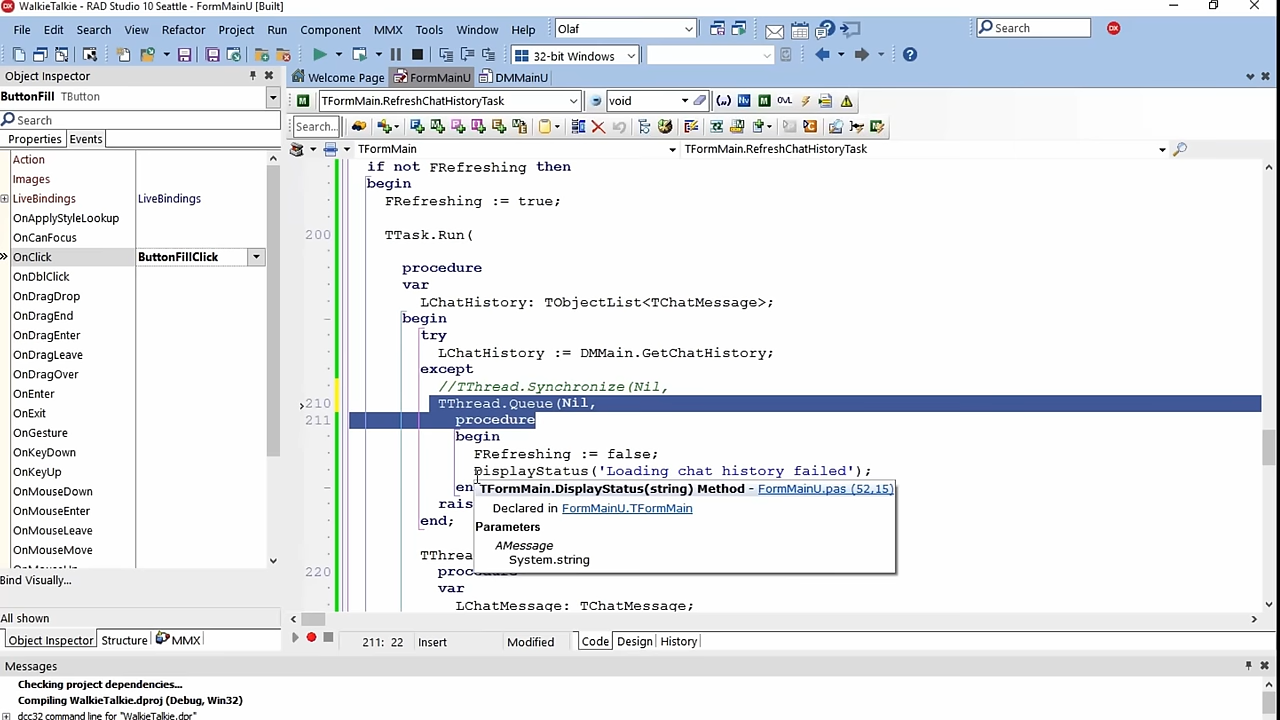 WalkieTalkie - RAD Studio 10 Seattle - FormMainU [Built]
File Edit Search View Refactor Project Run Component MMX Tools Window Help
Olaf
Search
32-bit Windows
Object Inspector
ButtonFill TButton
Search
Properties Events
Action
Images
LiveBindings LiveBindings
OnApplyStyleLookup
OnCanFocus
OnClick ButtonFillClick
OnDblClick
OnDragDrop
OnDragEnd
OnDragEnter
OnDragLeave
OnDragOver
OnEnter
OnExit
OnGesture
OnKeyDown
OnKeyUp
OnMouseDown
OnMouseEnter
OnMouseLeave
OnMouseMove
Bind Visually...
All shown
Object Inspector Structure MMX
Welcome Page FormMainU DMMainU
TFormMain.RefreshChatHistoryTask void
Search...
TFormMain TFormMain.RefreshChatHistoryTask
if not FRefreshing then
begin
FRefreshing := true;
200 TTask.Run(
procedure
var
LChatHistory: TObjectList<TChatMessage>;
begin
try
LChatHistory := DMMain.GetChatHistory;
except
//TThread.Synchronize(Nil,
210 TThread.Queue(Nil,
211 procedure
begin
FRefreshing := false;
DisplayStatus('Loading chat history failed');
en
TFormMain.DisplayStatus(string) Method - FormMainU.pas (52,15)
rais
Declared in FormMainU.TFormMain
end;
Parameters
AMessage
TThrea
System.string
220 procedure
var
LChatMessage: TChatMessage;
211: 22 Insert Modified Code Design History
Messages
Checking project dependencies...
Compiling WalkieTalkie.dproj (Debug, Win32)
dcc32 command line for "WalkieTalkie.dpr"